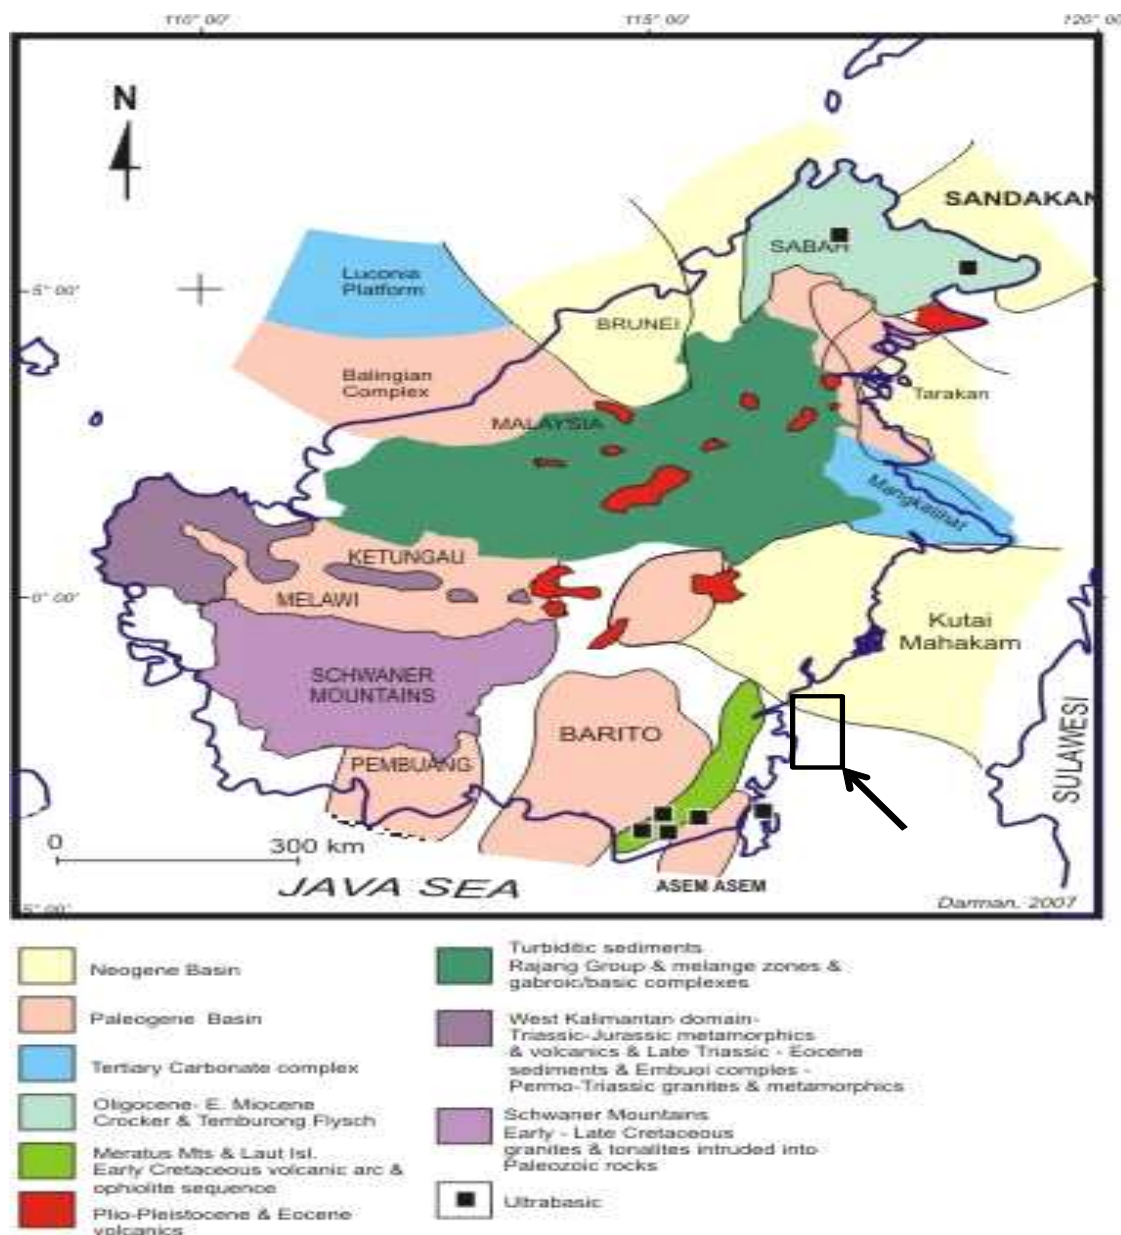 110° 00'
115° 00'
120° 00'
N
SANDAKAN
SABAH
Luconia
Platform
5° 00'
BRUNEI
Balingian
Complex
Tarakan
MALAYSIA
Mangkalihat
KETUNGAU
0° 00'
MELAWI
Kutai
Mahakam
SCHWANER
MOUNTAINS
BARITO
SULAWESI
PEMBUANG
0
300 km
JAVA SEA
ASEM ASEM
Darman, 2007
5° 00'
Neogene Basin
Paleogene Basin
Tertiary Carbonate complex
Oligocene- E. Miocene
Crocker & Temburong Flysch
Meratus Mts & Laut Isl.
Early Cretaceous volcanic arc &
ophiolite sequence
Plio-Pleistocene & Eocene
volcanics
Turbiditic sediments
Rajang Group & melange zones &
gabroic/basic complexes
West Kalimantan domain-
Triassic-Jurassic metamorphics
& volcanics & Late Triassic - Eocene
sediments & Embuoi comples -
Permo-Triassic granites & metamorphics
Schwaner Mountains
Early - Late Cretaceous
granites & tonalites intruded into
Paleozoic rocks
Ultrabasic